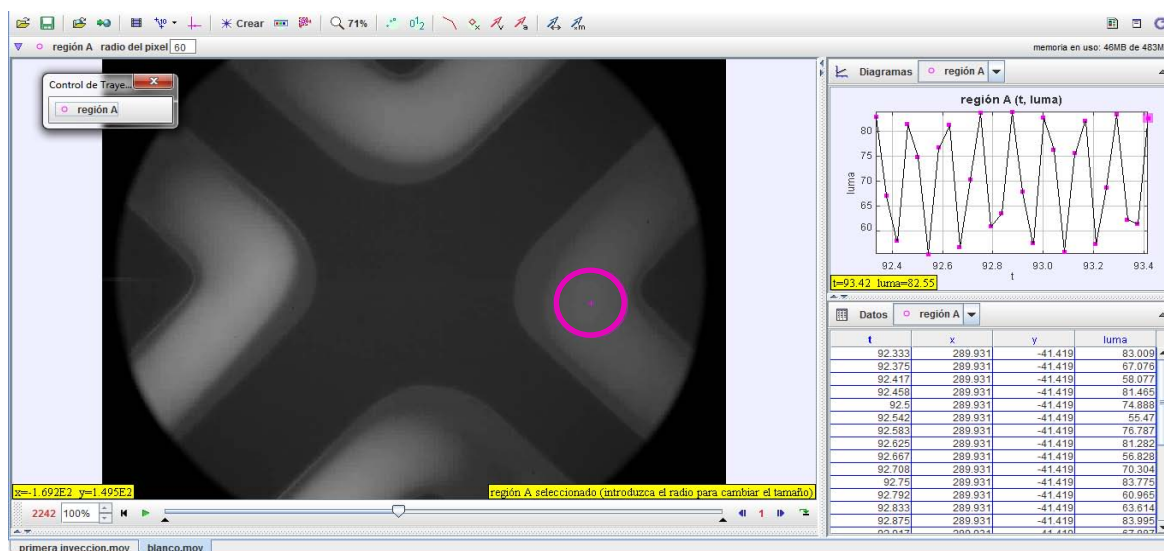 Crear 71%
región A radio del pixel 60 memoria en uso: 46MB de 483M
Control de Traye...
región A
Diagramas región A
región A (t, luma)
80
75
70
65
60
luma
92.4 92.6 92.8 93.0 93.2 93.4
t
t=93.42 luma=82.55
Datos región A
t x y luma
92.333 289.931 -41.419 83.009
92.375 289.931 -41.419 67.076
92.417 289.931 -41.419 58.077
92.458 289.931 -41.419 81.465
92.5 289.931 -41.419 74.888
92.542 289.931 -41.419 55.47
92.583 289.931 -41.419 76.787
92.625 289.931 -41.419 81.282
92.667 289.931 -41.419 56.828
92.708 289.931 -41.419 70.304
92.75 289.931 -41.419 83.775
92.792 289.931 -41.419 60.965
92.833 289.931 -41.419 63.614
92.875 289.931 -41.419 83.995
x=-1.692E2 y=1.495E2 región A seleccionado (introduzca el radio para cambiar el tamaño)
2242 100% 1
primera inyeccion.mov blanco.mov